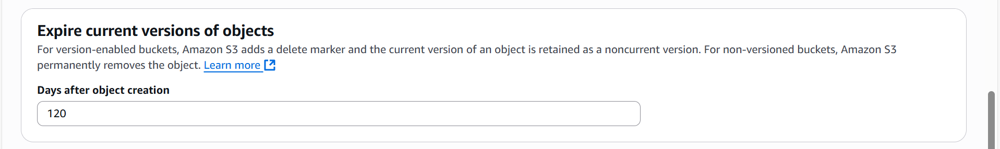 Expire current versions of objects
For version-enabled buckets, Amazon S3 adds a delete marker and the current version of an object is retained as a noncurrent version. For non-versioned buckets, Amazon S3
permanently removes the object. Learn more
Days after object creation
120